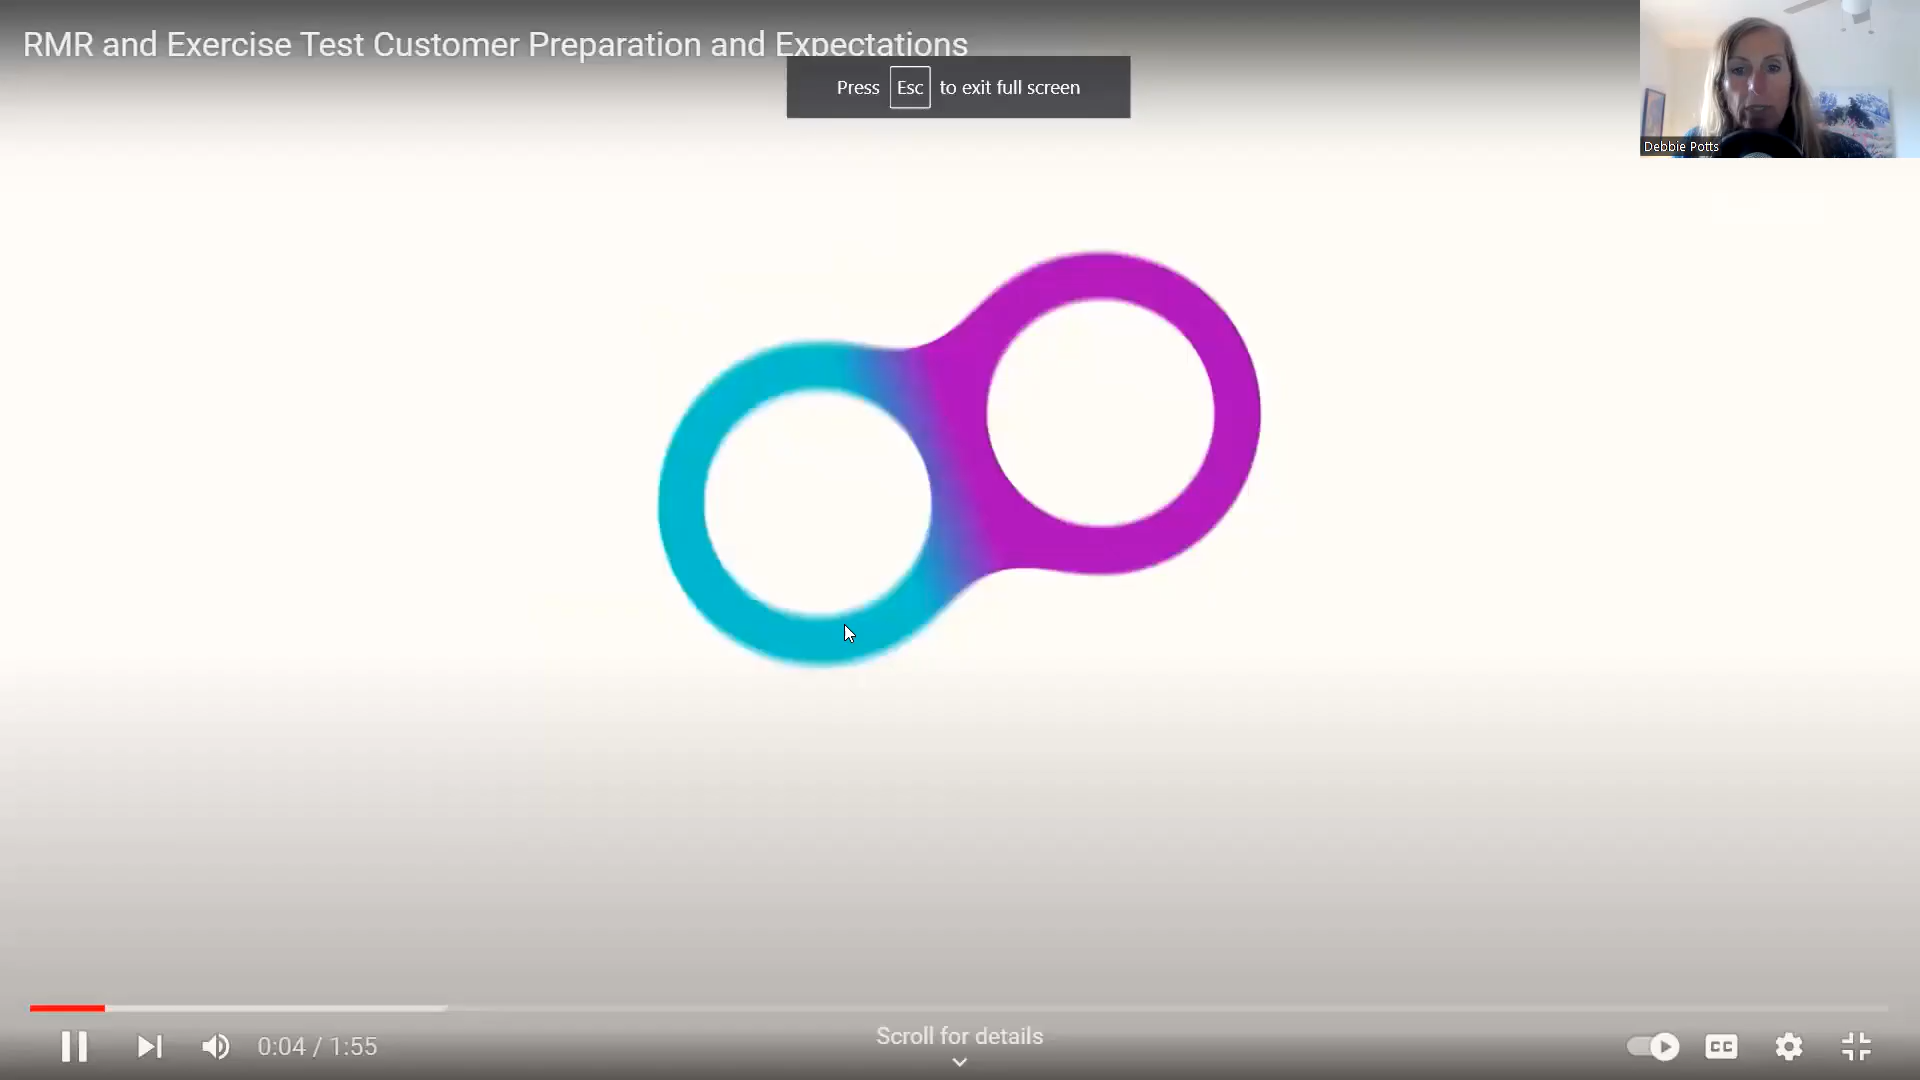 RMR and Exercise Test Customer Preparation and Expectations
Press Esc to exit full screen
Debbie Potts
0:04 / 1:55
Scroll for details
CC